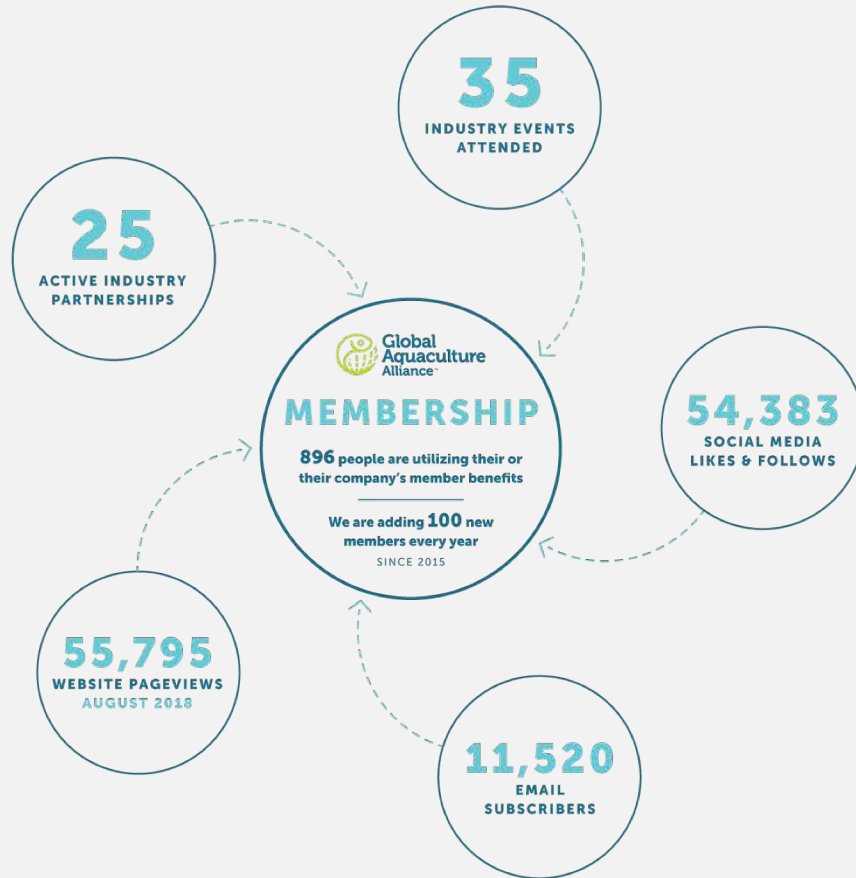 35
INDUSTRY EVENTS
ATTENDED
25
ACTIVE INDUSTRY
PARTNERSHIPS
Global
Aquaculture
Alliance™
MEMBERSHIP
896 people are utilizing their or
their company's member benefits
We are adding 100 new
members every year
SINCE 2015
54,383
SOCIAL MEDIA
LIKES & FOLLOWS
55,795
WEBSITE PAGEVIEWS
AUGUST 2018
11,520
EMAIL
SUBSCRIBERS